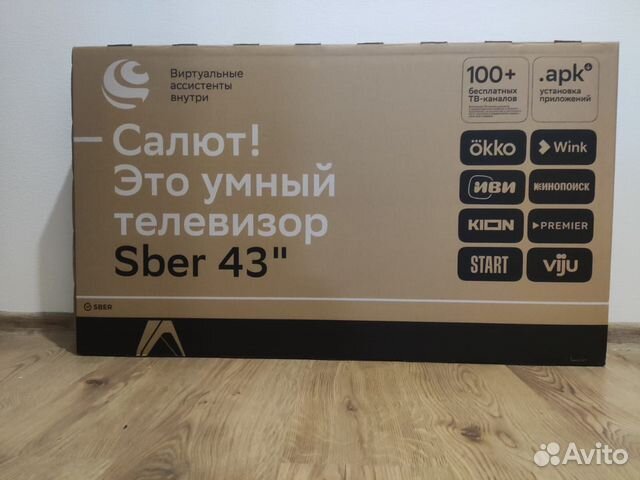 Виртуальные
ассистенты
внутри
100+
бесплатных
ТВ-каналов
.apk
установка
приложений
Салют!
Это умный
телевизор
Sber 43"
ökko
Wink
иви
КИНОПОИСК
KION
PREMIER
START
viju
SBER
Avito